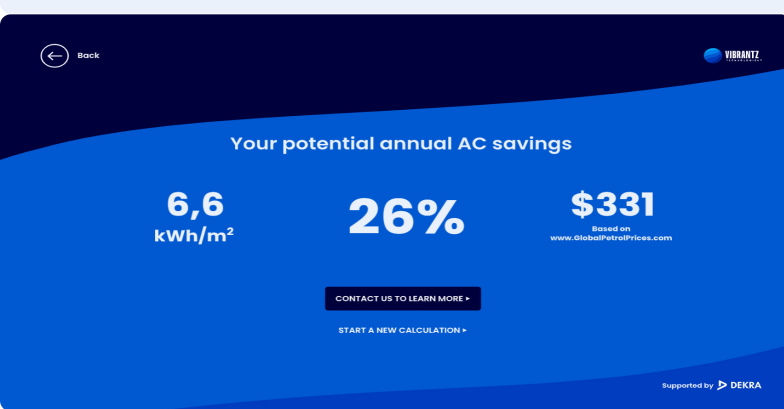 Back
VIBRANTZ
TECHNOLOGIES
Your potential annual AC savings
6,6
kWh/m²
26%
$331
Based on
www.GlobalPetrolPrices.com
CONTACT US TO LEARN MORE ▸
START A NEW CALCULATION ▸
Supported by DEKRA